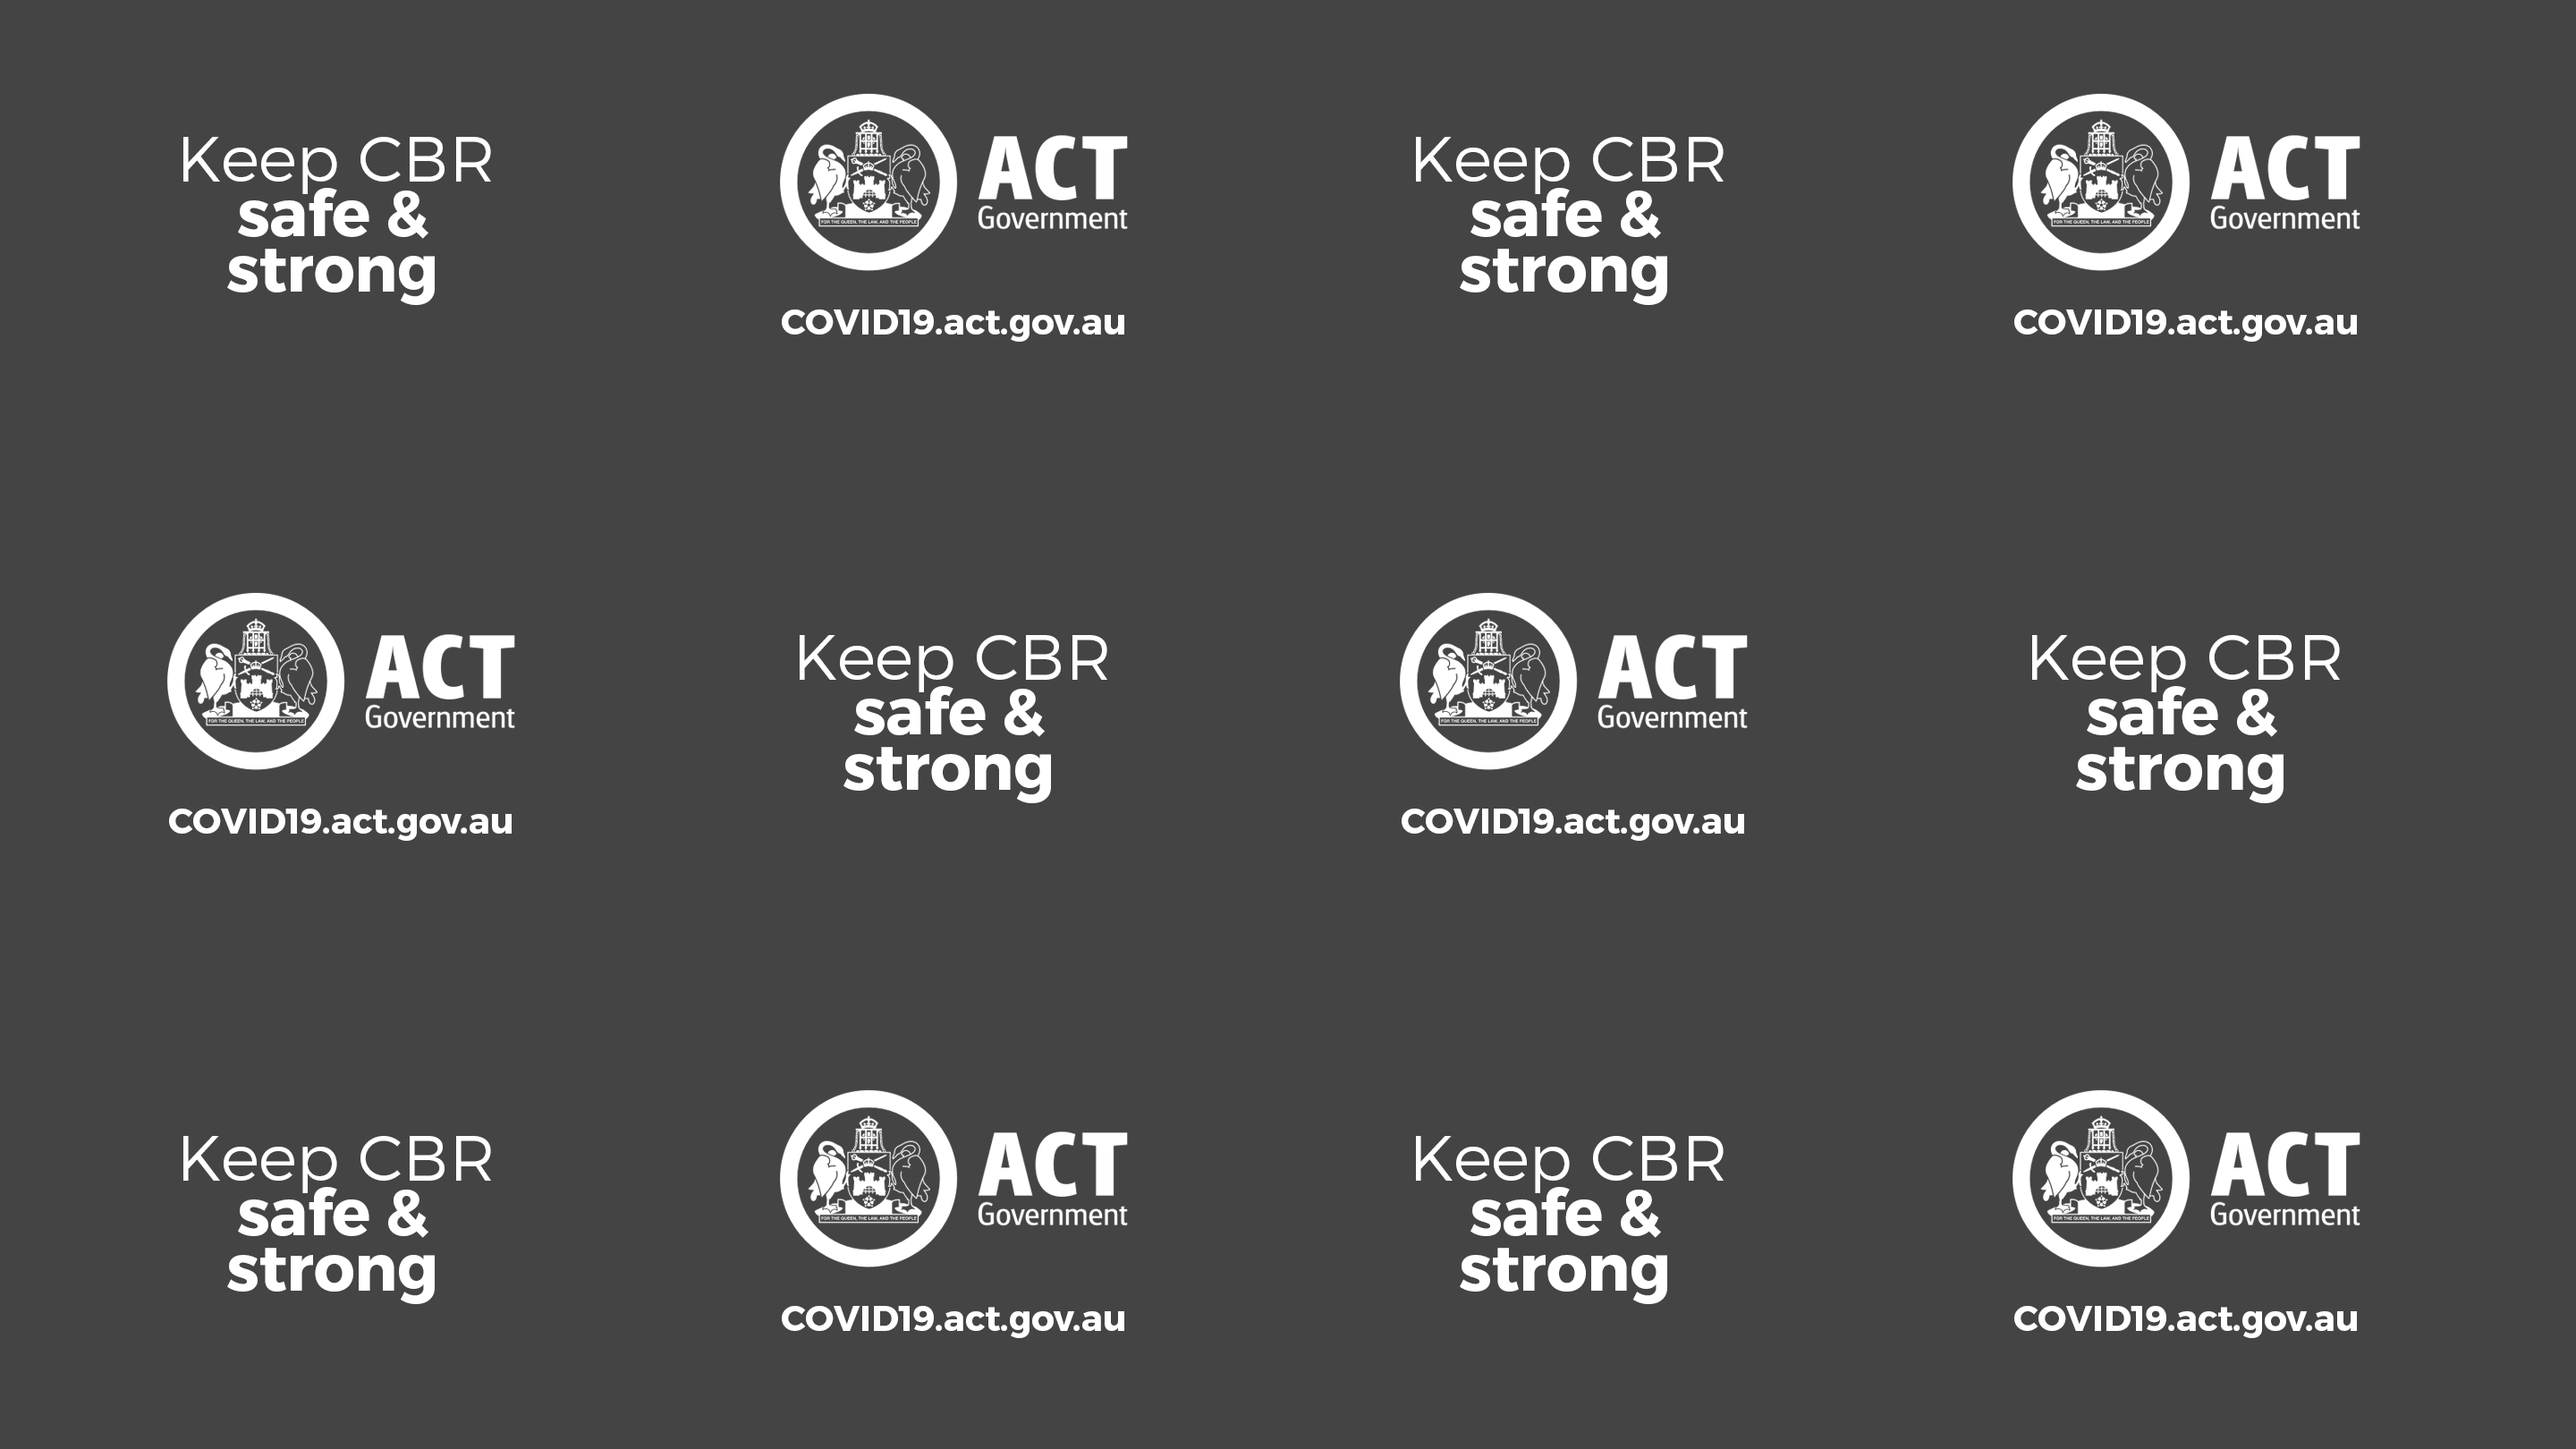 Keep CBR
safe &
strong
ACT
Government
FOR THE QUEEN, THE LAW, AND THE PEOPLE
COVID19.act.gov.au
Keep CBR
safe &
strong
ACT
Government
FOR THE QUEEN, THE LAW, AND THE PEOPLE
COVID19.act.gov.au
ACT
Government
FOR THE QUEEN, THE LAW, AND THE PEOPLE
COVID19.act.gov.au
Keep CBR
safe &
strong
ACT
Government
FOR THE QUEEN, THE LAW, AND THE PEOPLE
COVID19.act.gov.au
Keep CBR
safe &
strong
Keep CBR
safe &
strong
ACT
Government
FOR THE QUEEN, THE LAW, AND THE PEOPLE
COVID19.act.gov.au
Keep CBR
safe &
strong
ACT
Government
FOR THE QUEEN, THE LAW, AND THE PEOPLE
COVID19.act.gov.au